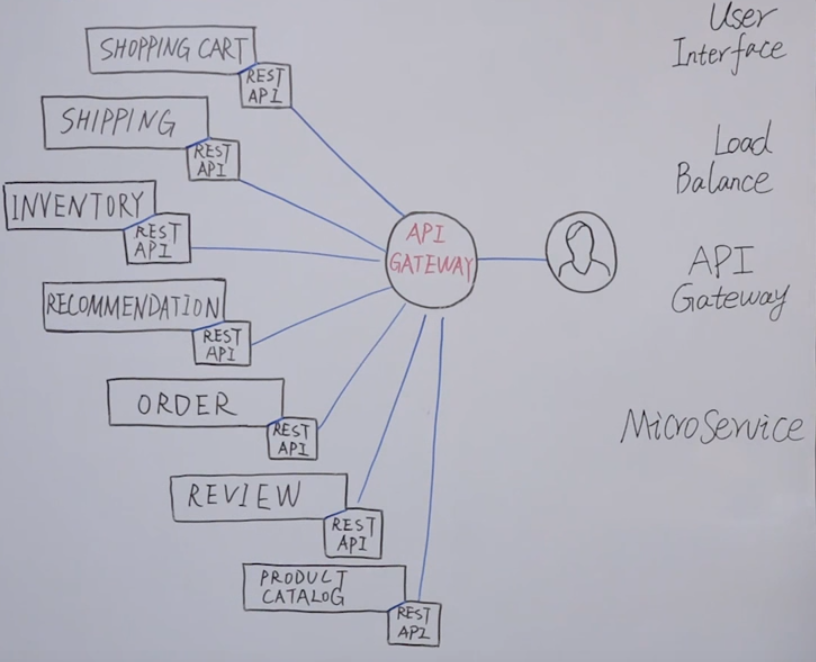 SHOPPING CART
REST
API
SHIPPING
REST
API
INVENTORY
REST
API
RECOMMENDATION
REST
API
ORDER
REST
API
REVIEW
REST
API
PRODUCT
CATALOG
REST
API
API
GATEWAY
User
Interface
Load
Balance
API
Gateway
MicroService